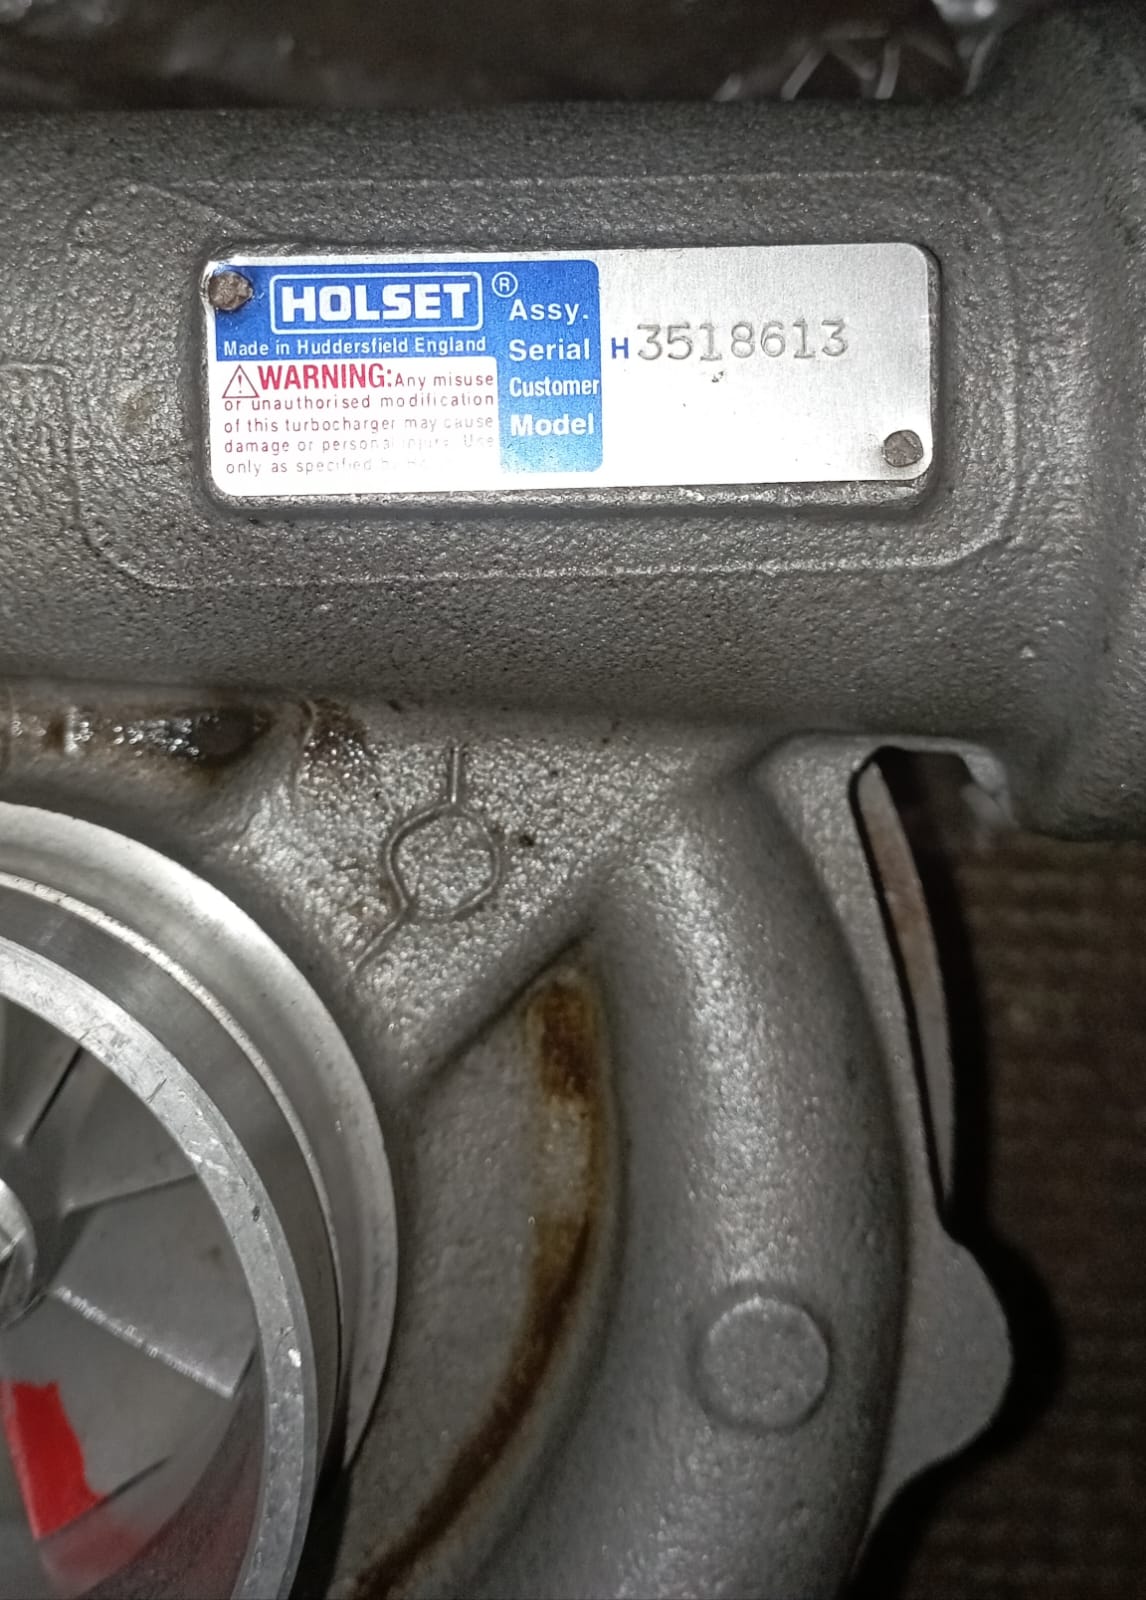 HOLSET ®
Made in Huddersfield England
WARNING: Any misuse
or unauthorised modification
of this turbocharger may cause
damage or personal injury. Use
only as specified
Assy.
Serial H3518613
Customer
Model